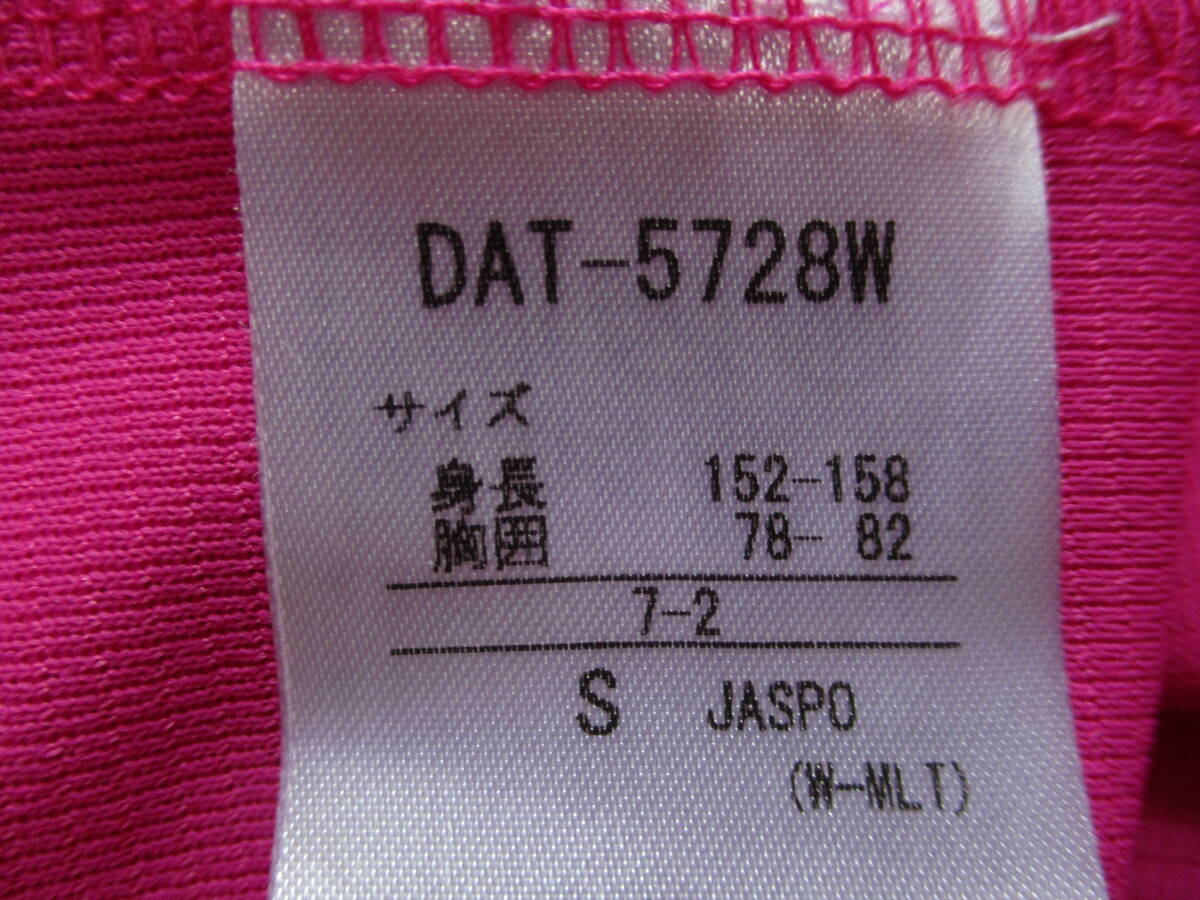 DAT-5728W
サイズ
身長 152-158
胸囲 78- 82
7-2
S JASPO
(W-MLT)